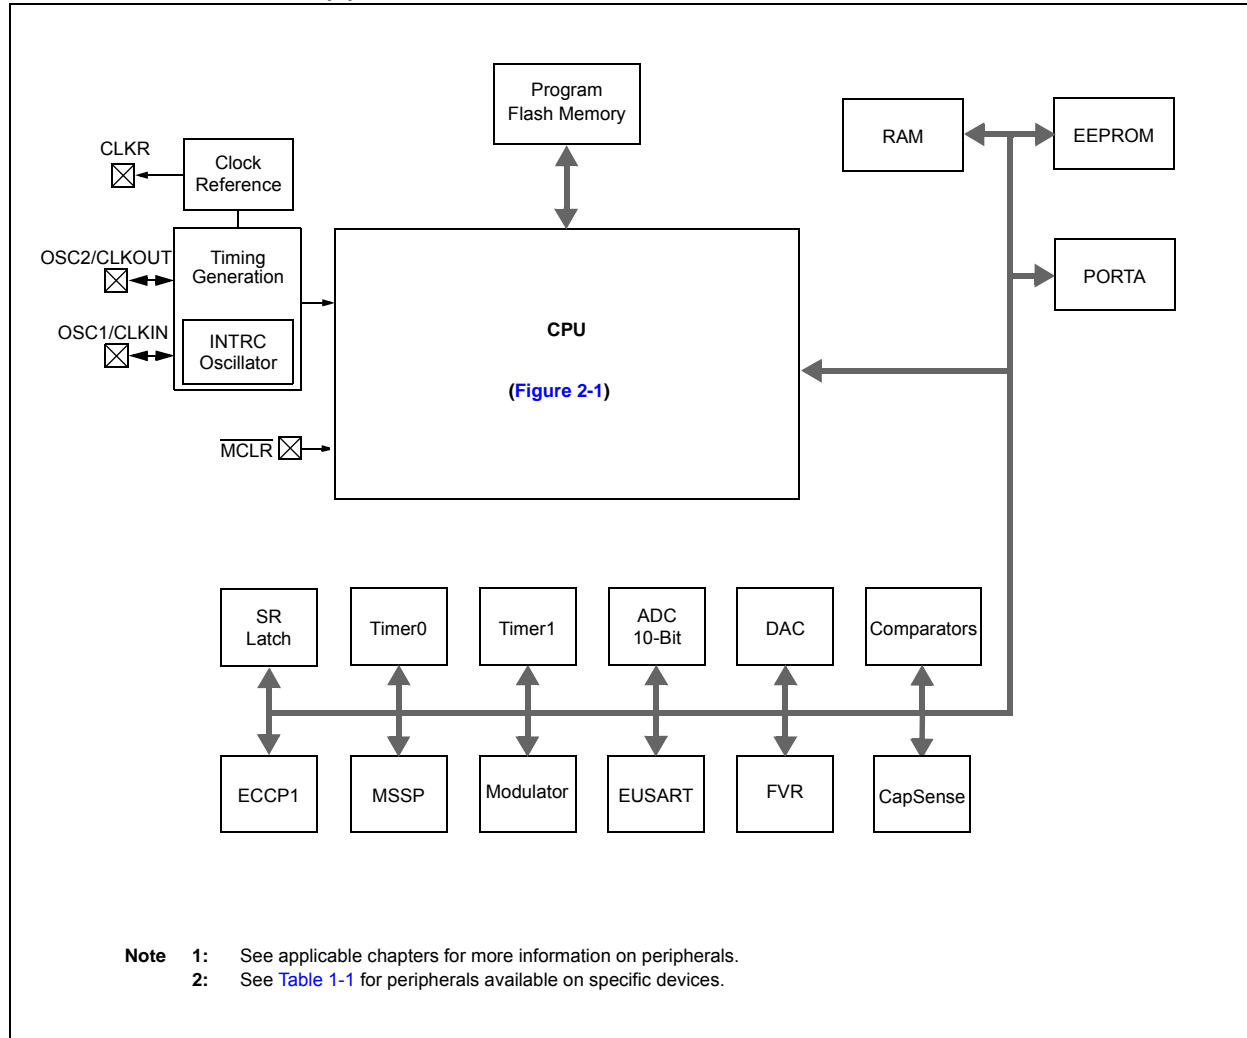 Program
Flash Memory
RAM
EEPROM
CLKR
Clock
Reference
OSC2/CLKOUT
Timing
Generation
PORTA
OSC1/CLKIN
INTRC
Oscillator
CPU
(Figure 2-1)
MCLR
SR
Latch
Timer0
Timer1
ADC
10-Bit
DAC
Comparators
ECCP1
MSSP
Modulator
EUSART
FVR
CapSense
Note 1: See applicable chapters for more information on peripherals.
2: See Table 1-1 for peripherals available on specific devices.